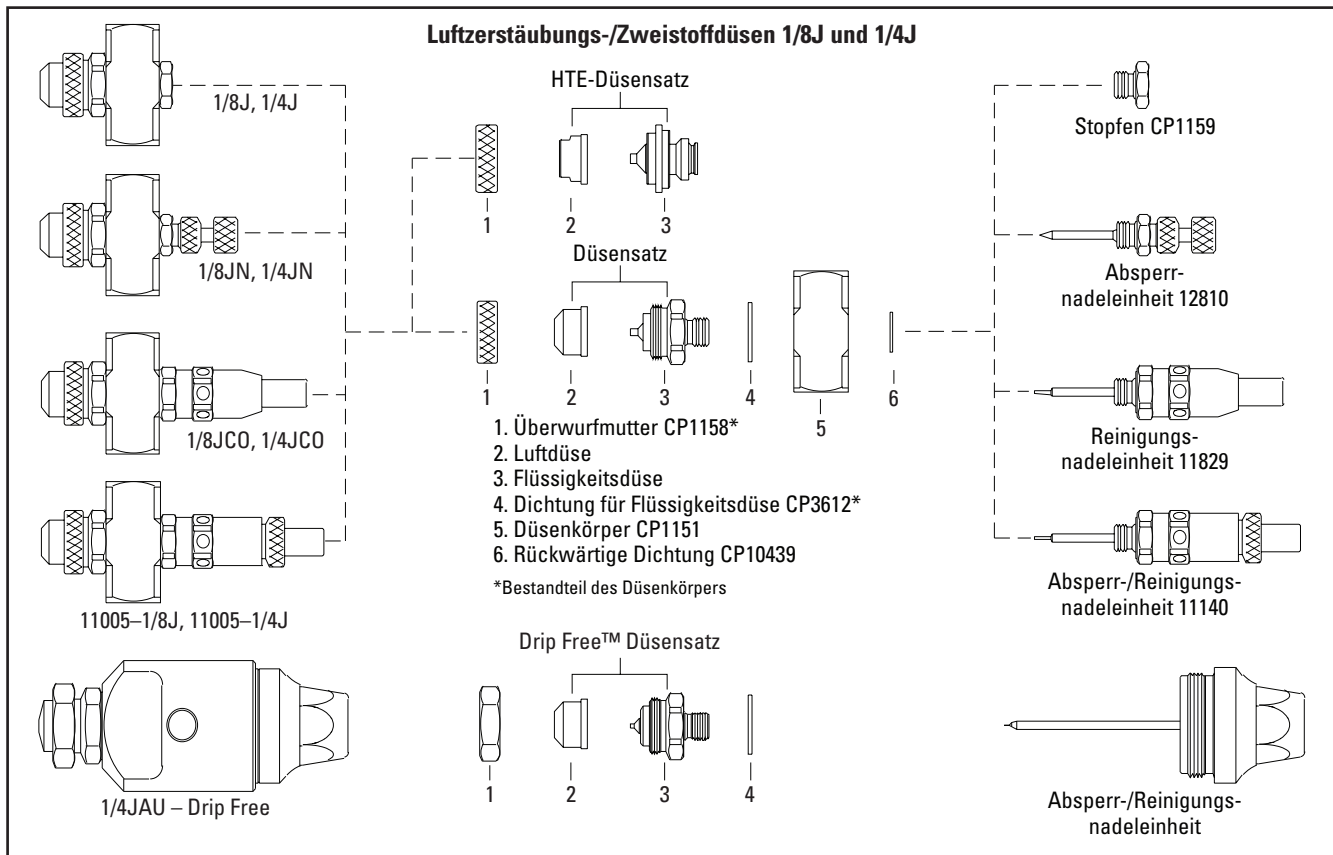 Luftzerstäubungs-/Zweistoffdüsen 1/8J und 1/4J
1/8J, 1/4J
1/8JN, 1/4JN
1/8JCO, 1/4JCO
11005–1/8J, 11005–1/4J
1/4JAU – Drip Free
HTE-Düsensatz
1
2
3
Düsensatz
1
2
3
4
5
6
1. Überwurfmutter CP1158*
2. Luftdüse
3. Flüssigkeitsdüse
4. Dichtung für Flüssigkeitsdüse CP3612*
5. Düsenkörper CP1151
6. Rückwärtige Dichtung CP10439
*Bestandteil des Düsenkörpers
Drip Free™ Düsensatz
1
2
3
4
Stopfen CP1159
Absperr-
nadeleinheit 12810
Reinigungs-
nadeleinheit 11829
Absperr-/Reinigungs-
nadeleinheit 11140
Absperr-/Reinigungs-
nadeleinheit